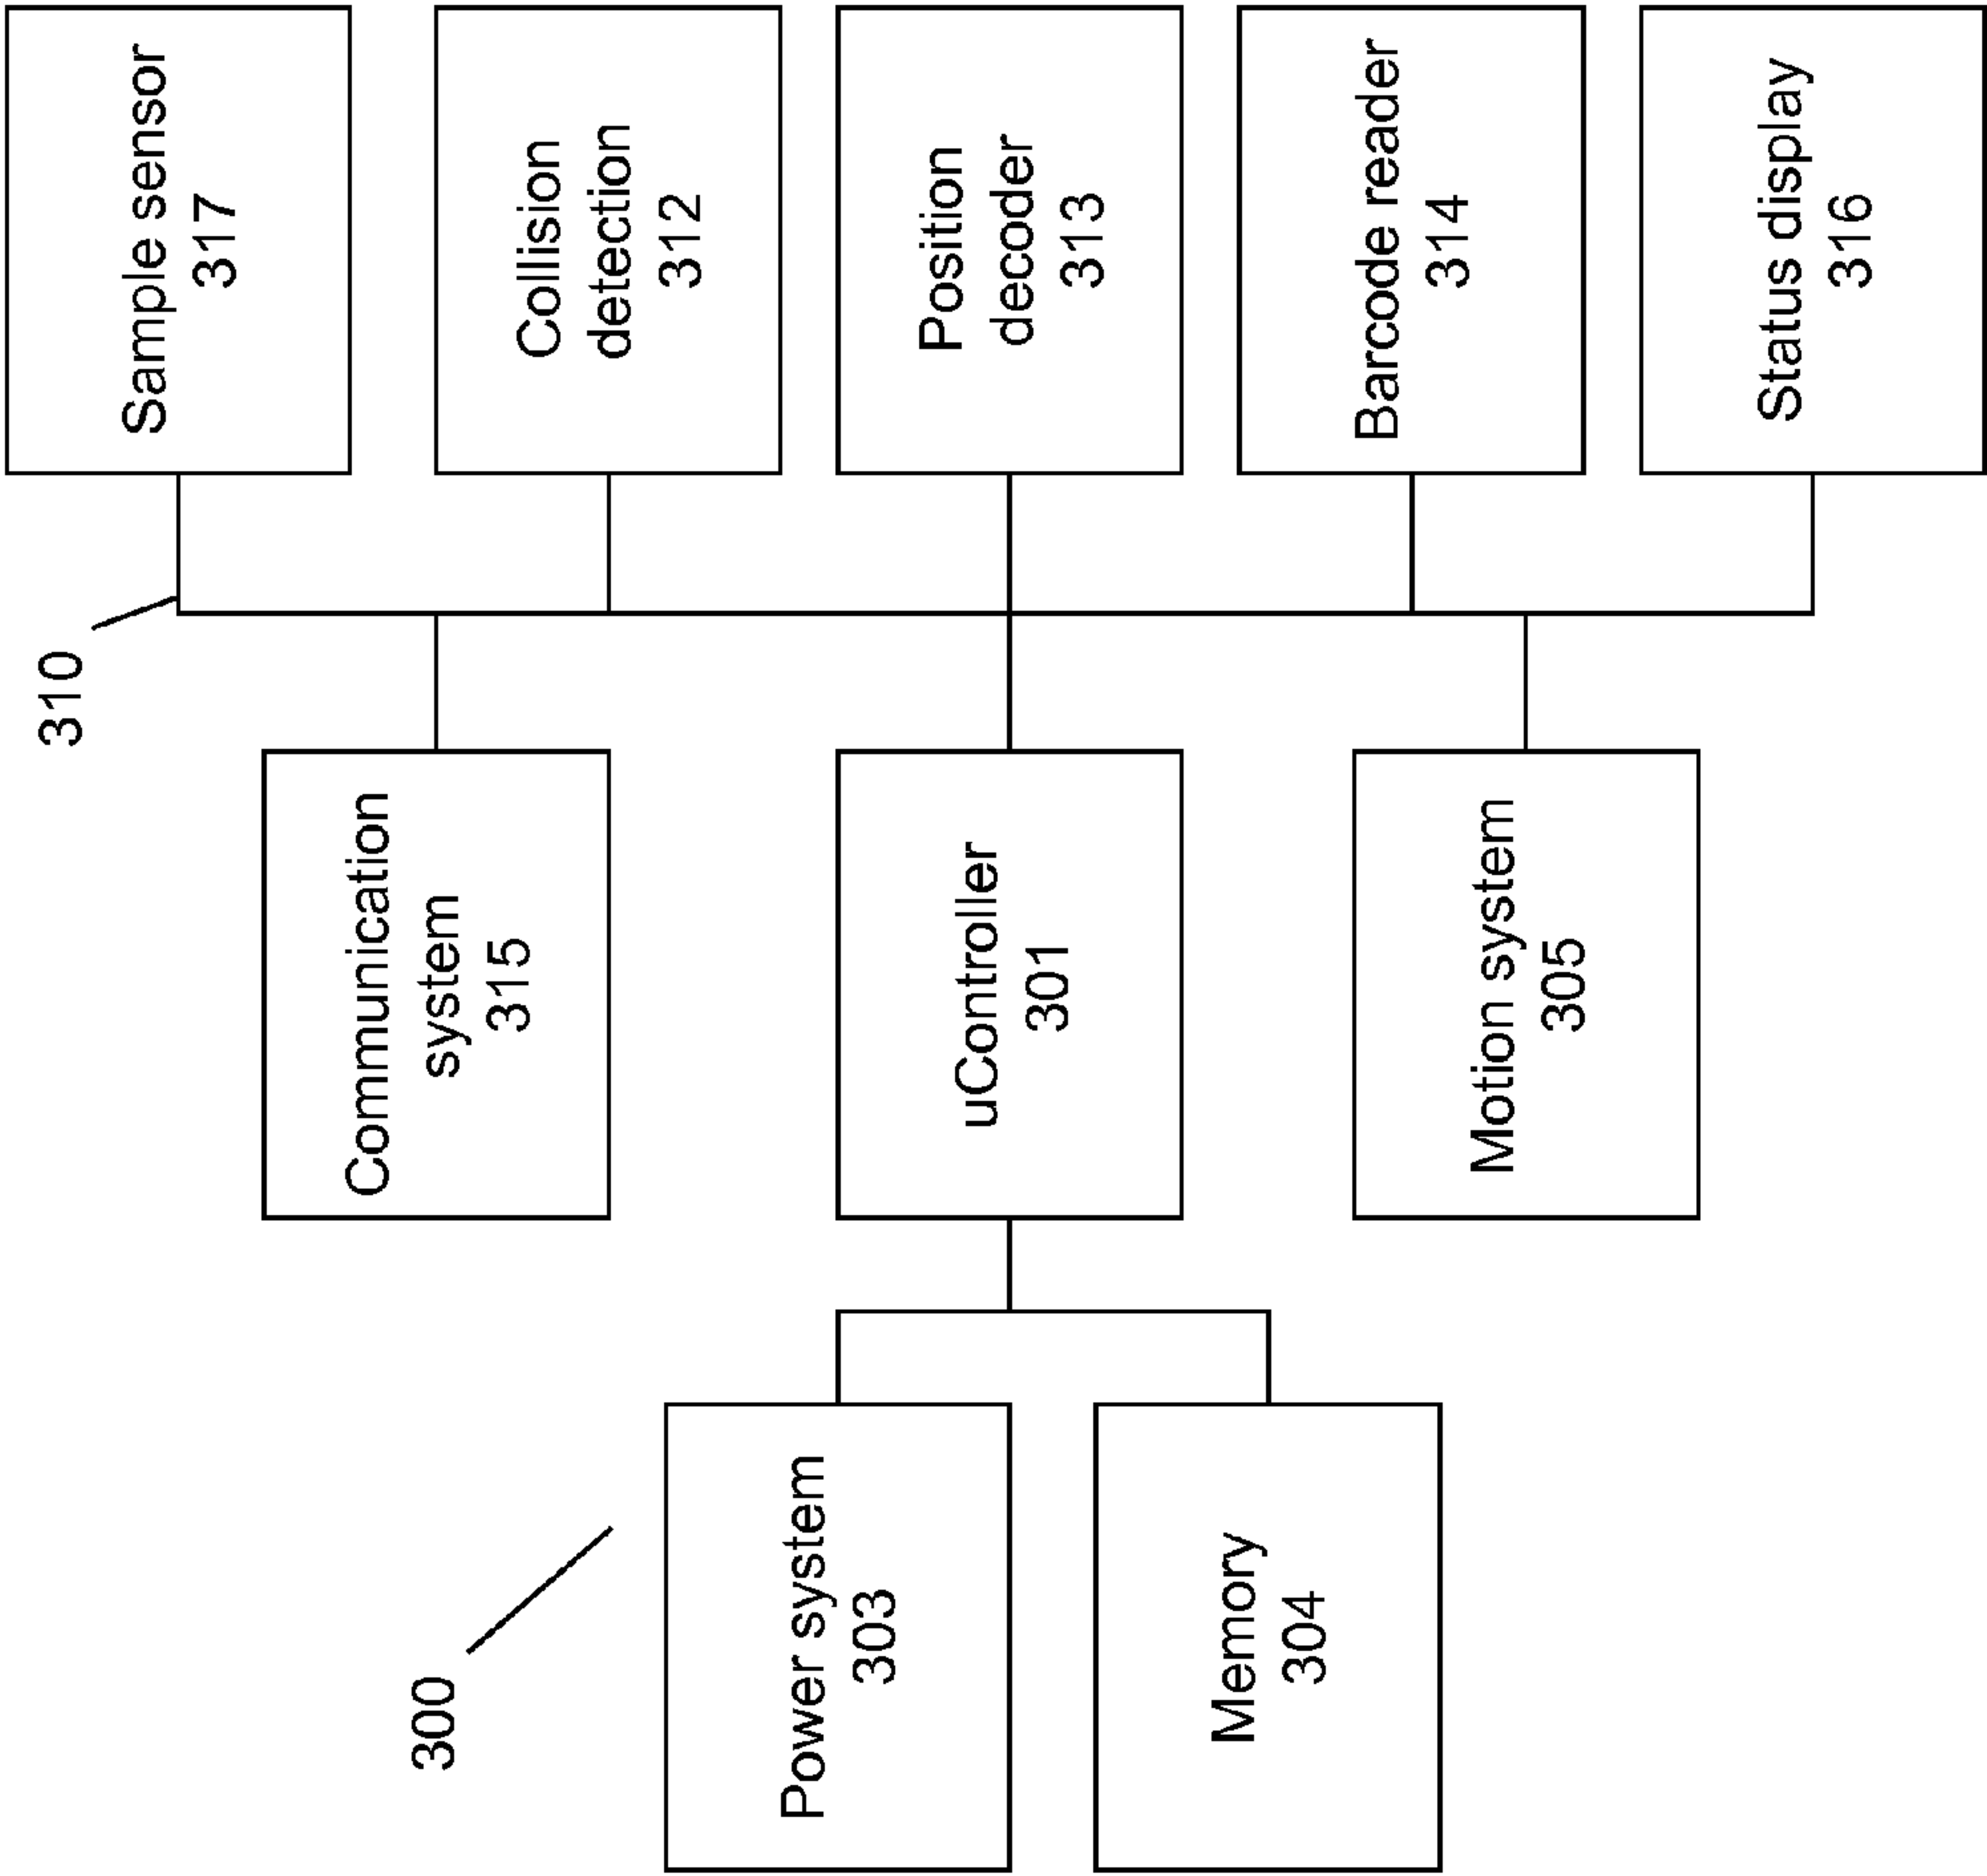 300
310
Power system
303
Memory
304
Communication
system
315
uController
301
Motion system
305
Sample sensor
317
Collision
detection
312
Position
decoder
313
Barcode reader
314
Status display
316